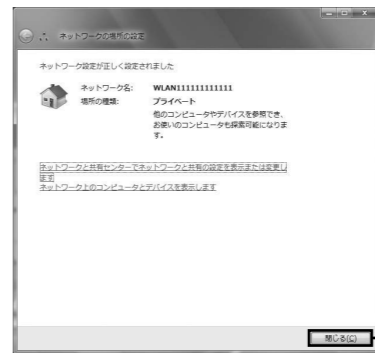 ネットワークの場所の設定
ネットワーク設定が正しく設定されました
ネットワーク名: WLAN111111111111
場所の種類: プライベート
他のコンピュータやデバイスを参照でき、
お使いのコンピュータも探索可能になりま
す。
ネットワークと共有センターでネットワークと共有の設定を表示または変更し
ます
ネットワーク上のコンピュータとデバイスを表示します
閉じる(C)